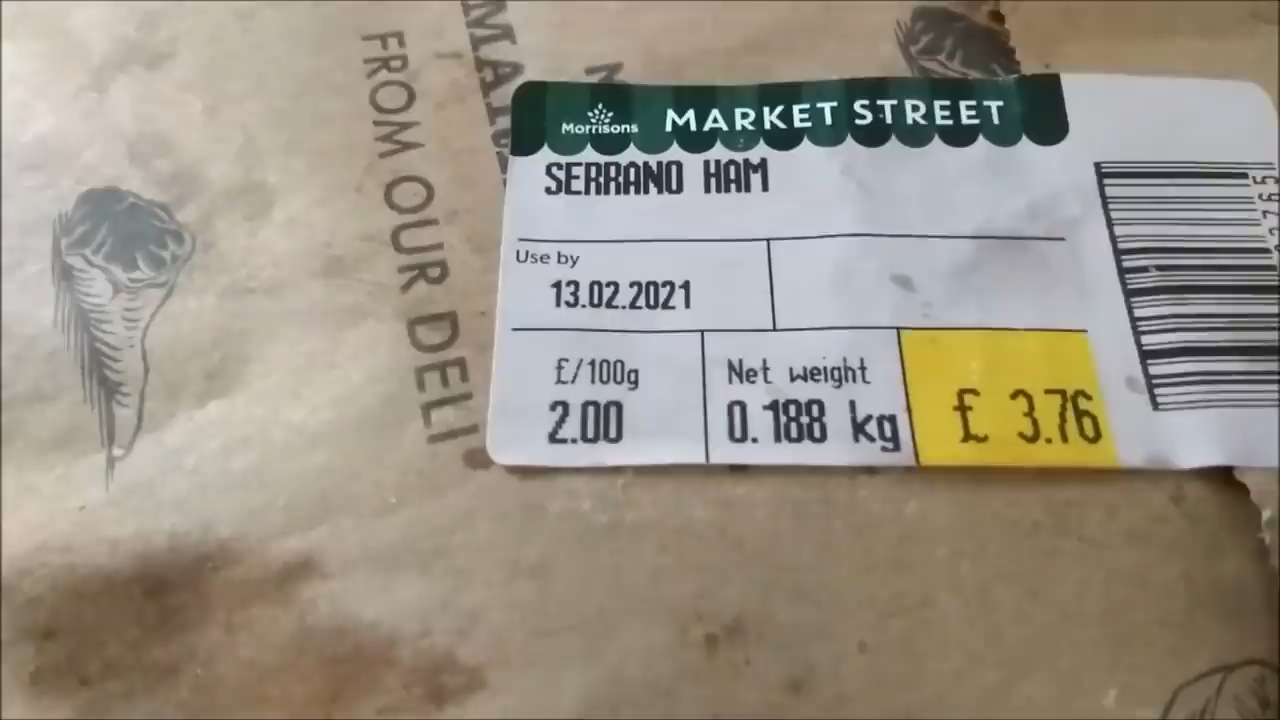 FROM OUR DELI
Morrisons
MARKET STREET
SERRANO HAM
Use by
13.02.2021
£/100g
2.00
Net weight
0.188 kg
£ 3.76